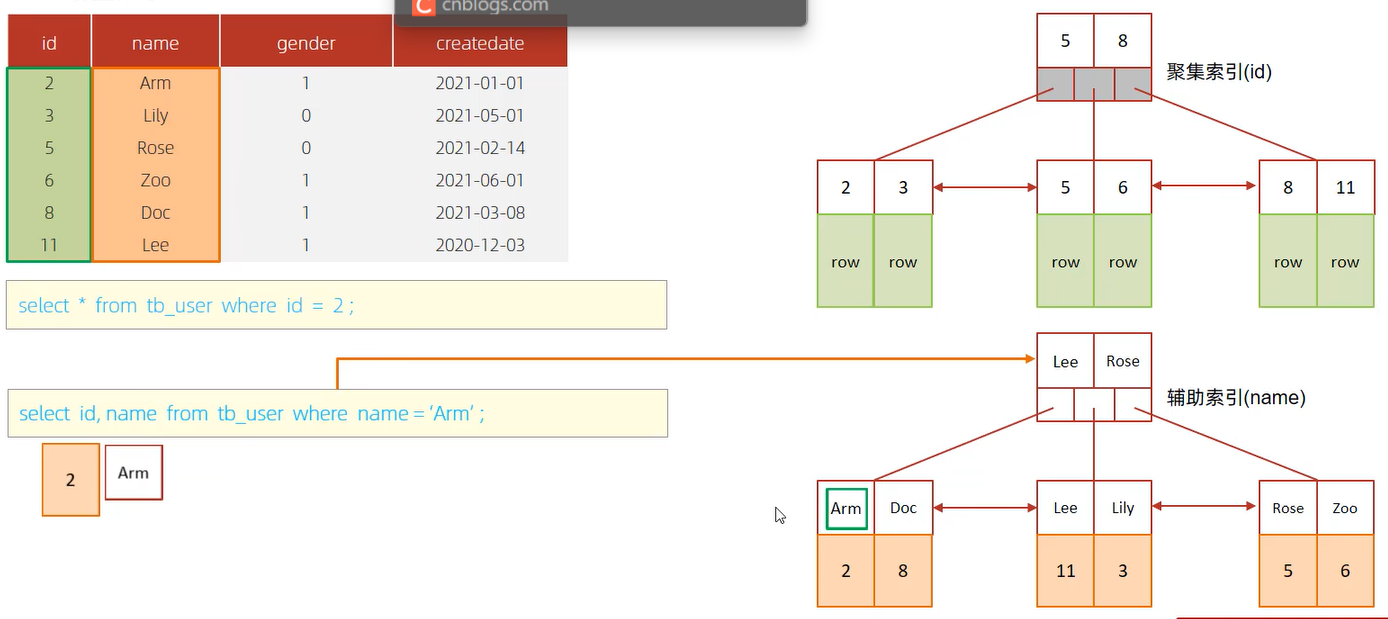 cnblogs.com
id name gender createdate
2 Arm 1 2021-01-01
3 Lily 0 2021-05-01
5 Rose 0 2021-02-14
6 Zoo 1 2021-06-01
8 Doc 1 2021-03-08
11 Lee 1 2020-12-03
select * from tb_user where id = 2 ;
select id, name from tb_user where name = ‘Arm’ ;
2 Arm
5 8
聚集索引(id)
2 3 5 6 8 11
row row row row row row
Lee Rose
辅助索引(name)
Arm Doc Lee Lily Rose Zoo
2 8 11 3 5 6